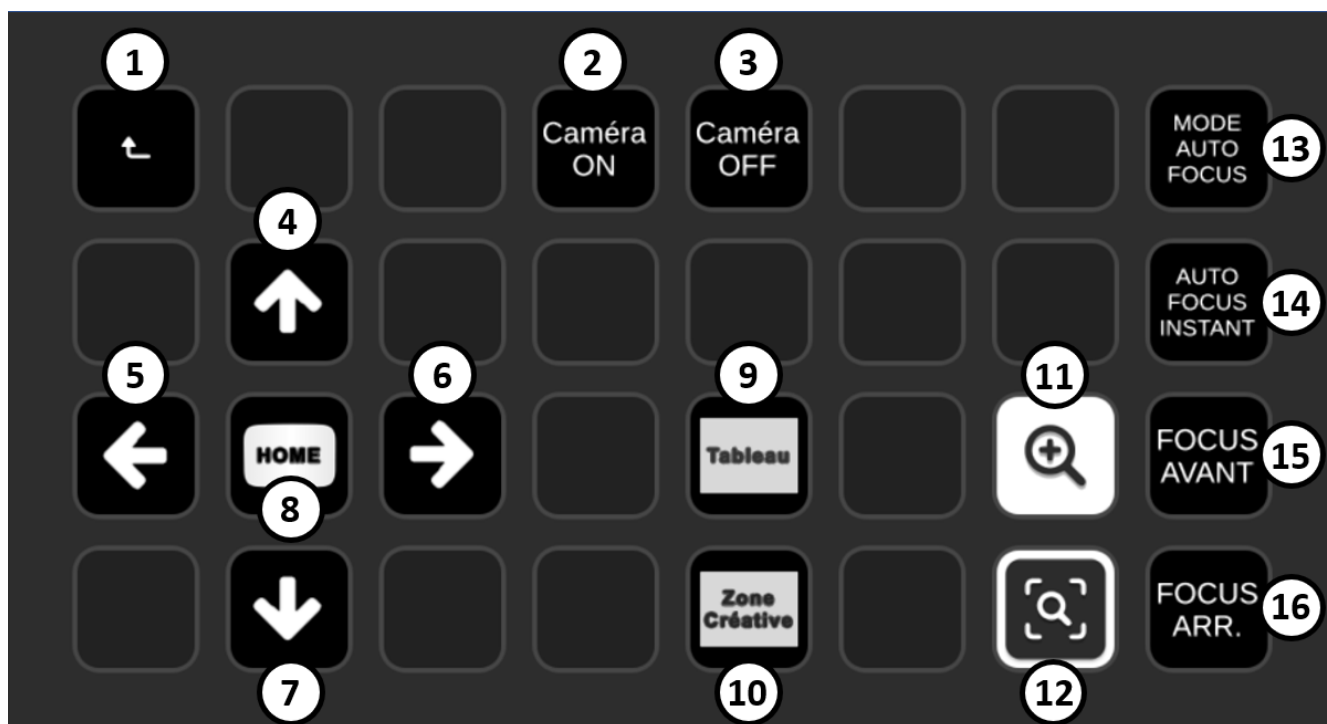 1
2
3
Caméra
ON
Caméra
OFF
MODE
AUTO
FOCUS
13
4
AUTO
FOCUS
INSTANT
14
5
6
9
11
HOME
8
Tableau
FOCUS
AVANT
15
Zone
Créative
FOCUS
ARR.
16
7
10
12